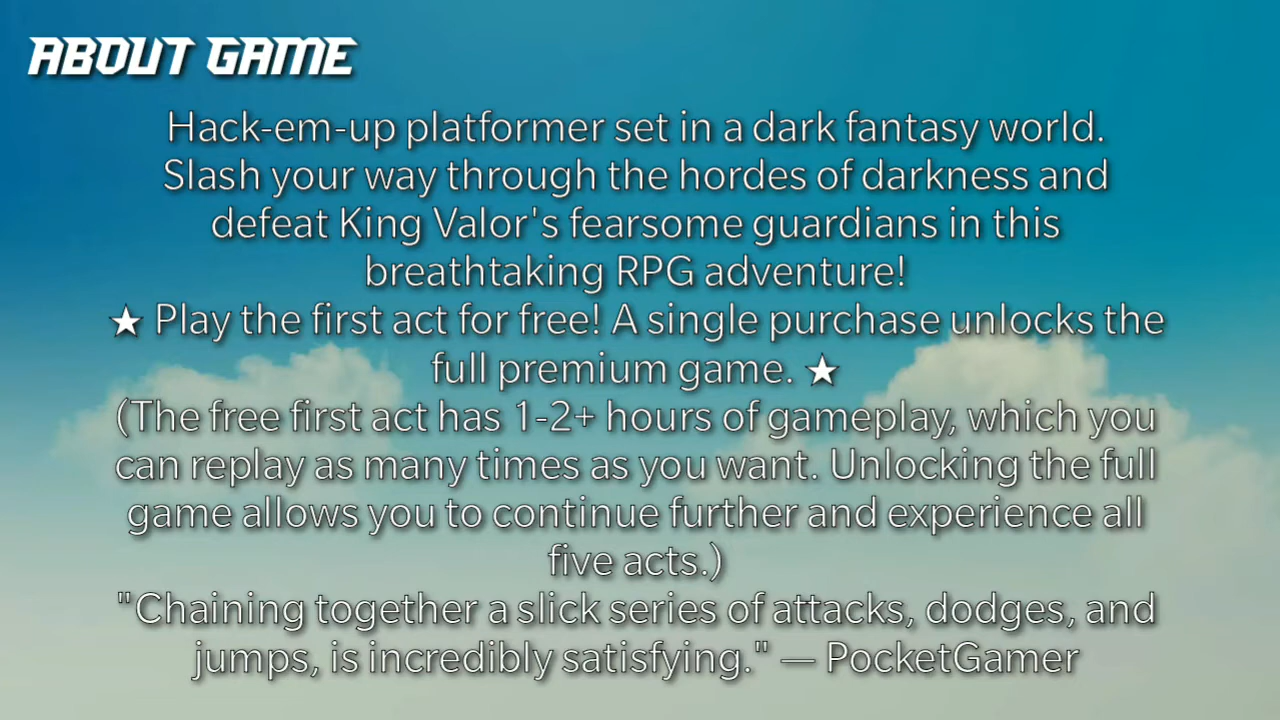 ABOUT GAME
Hack-em-up platformer set in a dark fantasy world.
Slash your way through the hordes of darkness and
defeat King Valor's fearsome guardians in this
breathtaking RPG adventure!
★ Play the first act for free! A single purchase unlocks the
full premium game. ★
(The free first act has 1-2+ hours of gameplay, which you
can replay as many times as you want. Unlocking the full
game allows you to continue further and experience all
five acts.)
"Chaining together a slick series of attacks, dodges, and
jumps, is incredibly satisfying." — PocketGamer